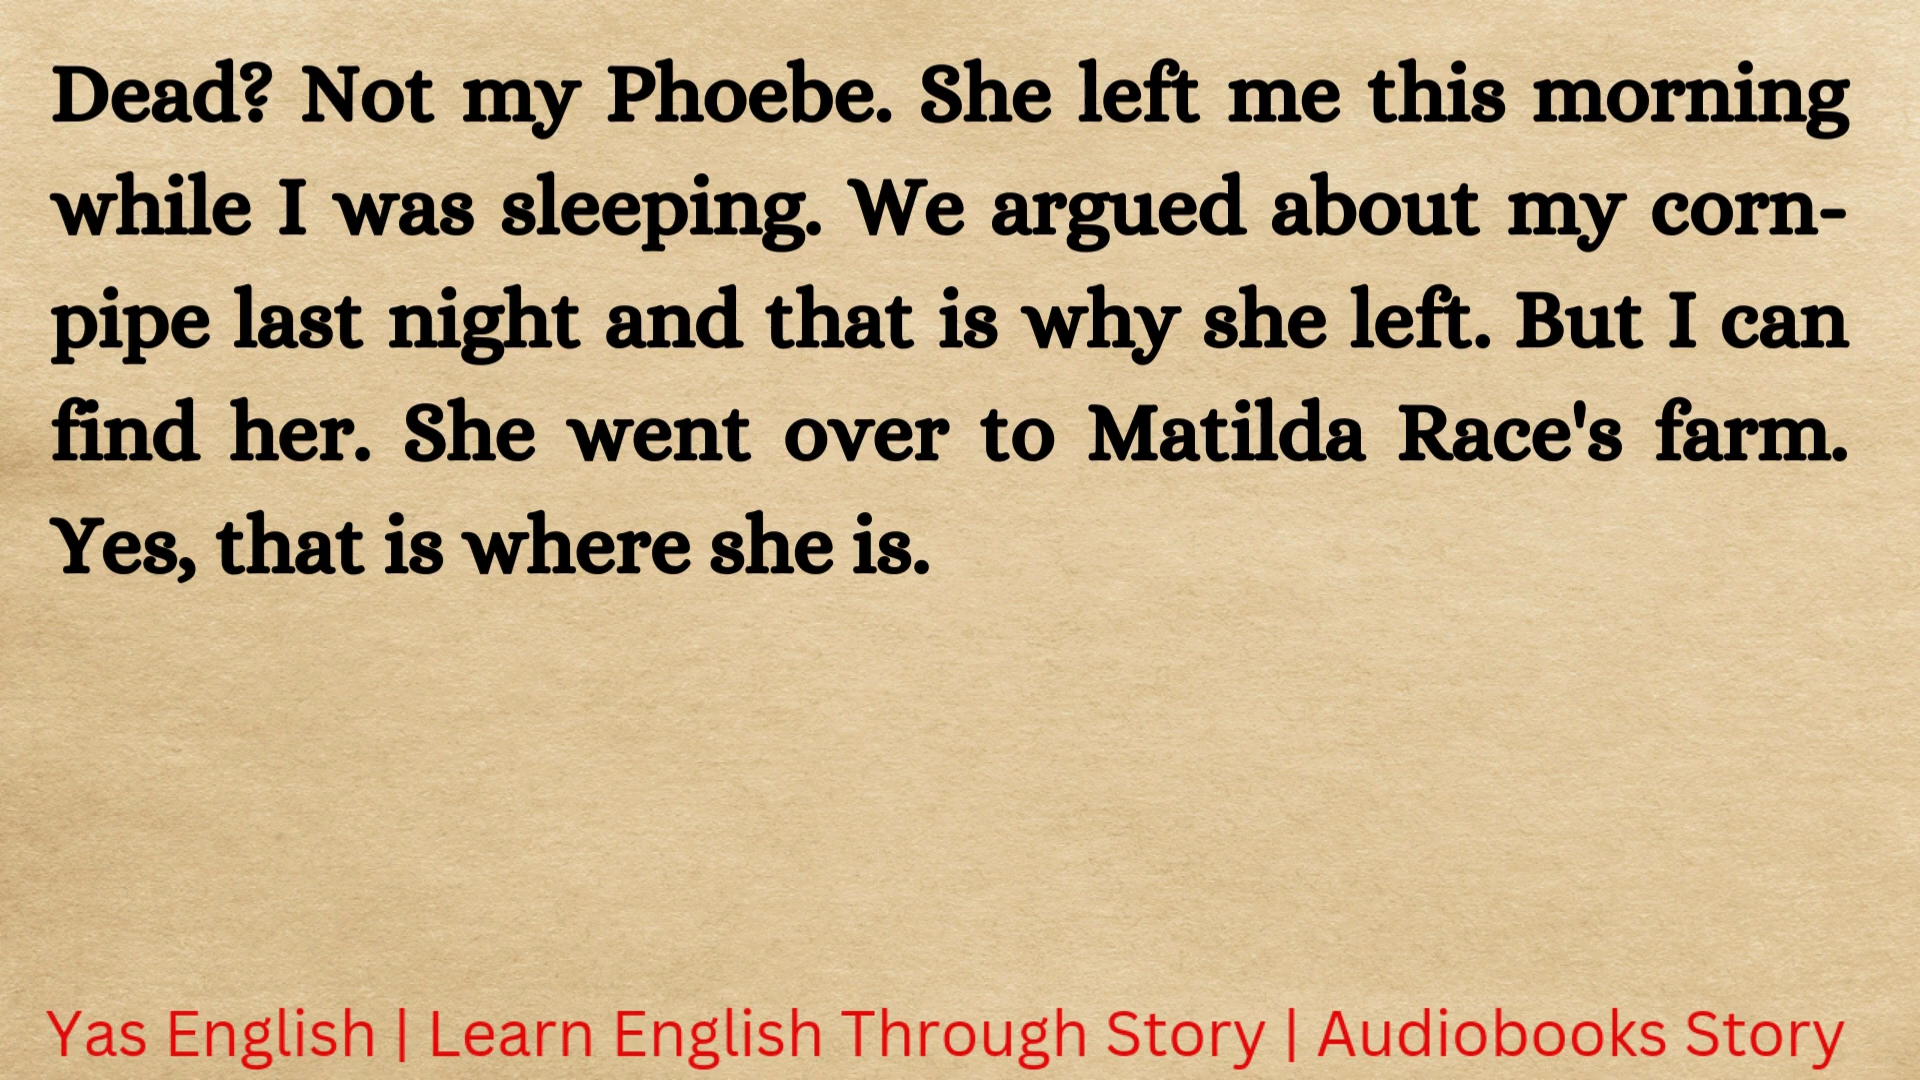 Dead? Not my Phoebe. She left me this morning
while I was sleeping. We argued about my corn-
pipe last night and that is why she left. But I can
find her. She went over to Matilda Race's farm.
Yes, that is where she is.
Yas English | Learn English Through Story | Audiobooks Story